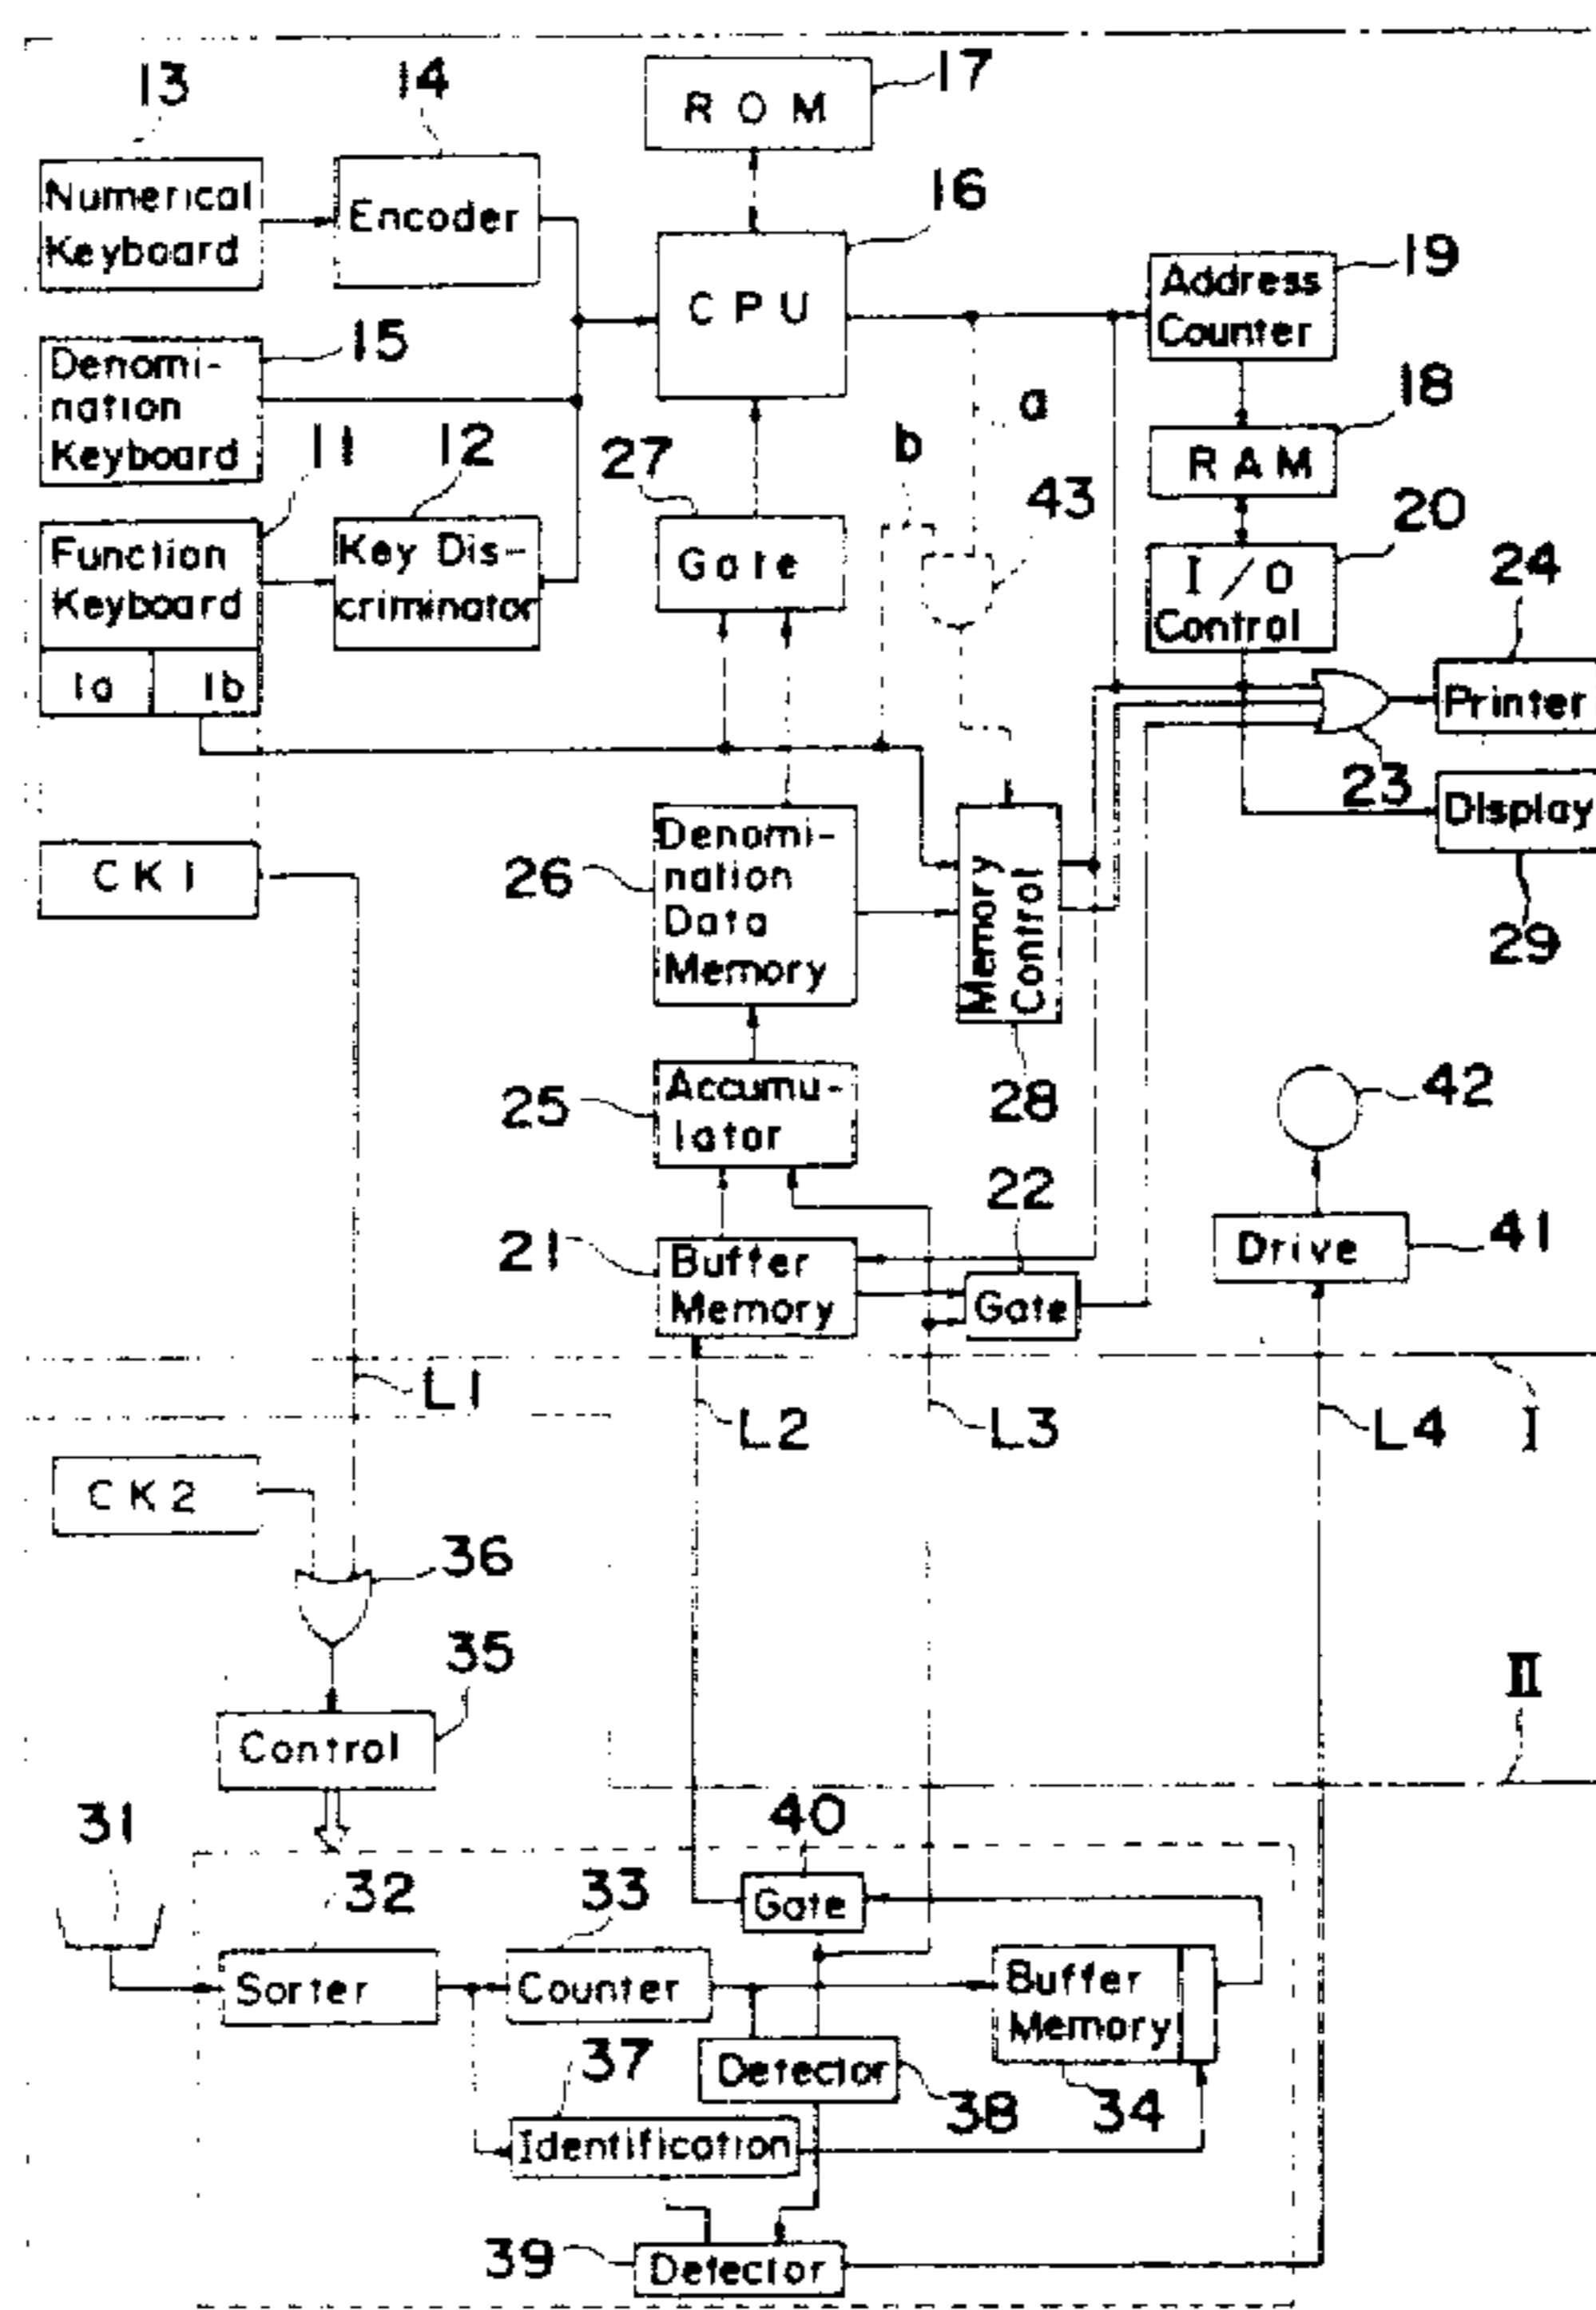 13
14
17
ROM
Numerical
Keyboard
Encoder
16
CPU
19
Address
Counter
15
Denomi-
nation
Keyboard
a
18
RAM
11
12
27
b
43
20
Function
Keyboard
Key Dis-
criminator
Gate
I/O
Control
24
1a
1b
Printer
23
CK1
26
Denomi-
nation
Data
Memory
Memory
Control
Display
29
25
Accumu-
lator
28
42
22
21
Buffer
Memory
Gate
Drive
41
L1
L2
L3
L4
I
CK2
36
35
II
Control
31
40
32
33
Gate
Sorter
Counter
Buffer
Memory
37
Detector
38
34
Identification
39
Detector